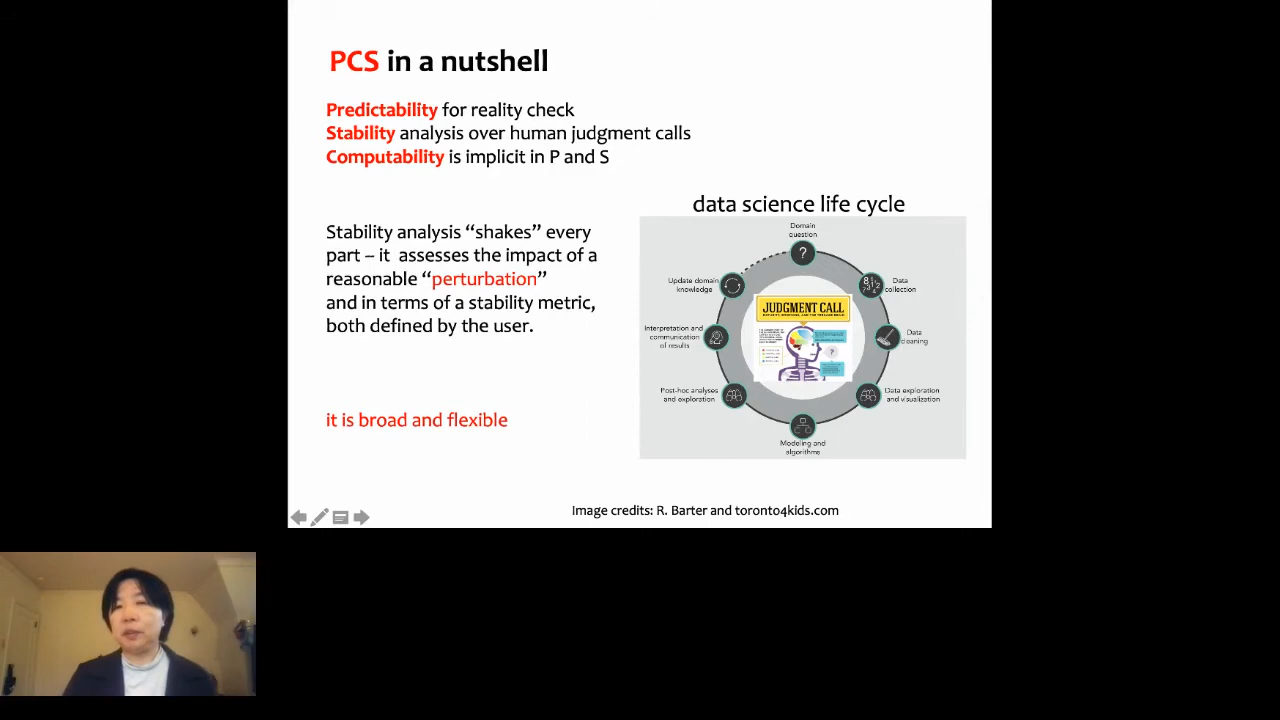 PCS in a nutshell
Predictability for reality check
Stability analysis over human judgment calls
Computability is implicit in P and S
Stability analysis “shakes” every
part – it assesses the impact of a
reasonable “perturbation”
and in terms of a stability metric,
both defined by the user.
it is broad and flexible
data science life cycle
Domain
question
?
Data
collection
Data
cleaning
Data exploration
and visualization
Modeling and
algorithms
Post-hoc analyses
and exploration
Interpretation and
communication
of results
Update domain
knowledge
JUDGMENT CALL
?
Image credits: R. Barter and toronto4kids.com